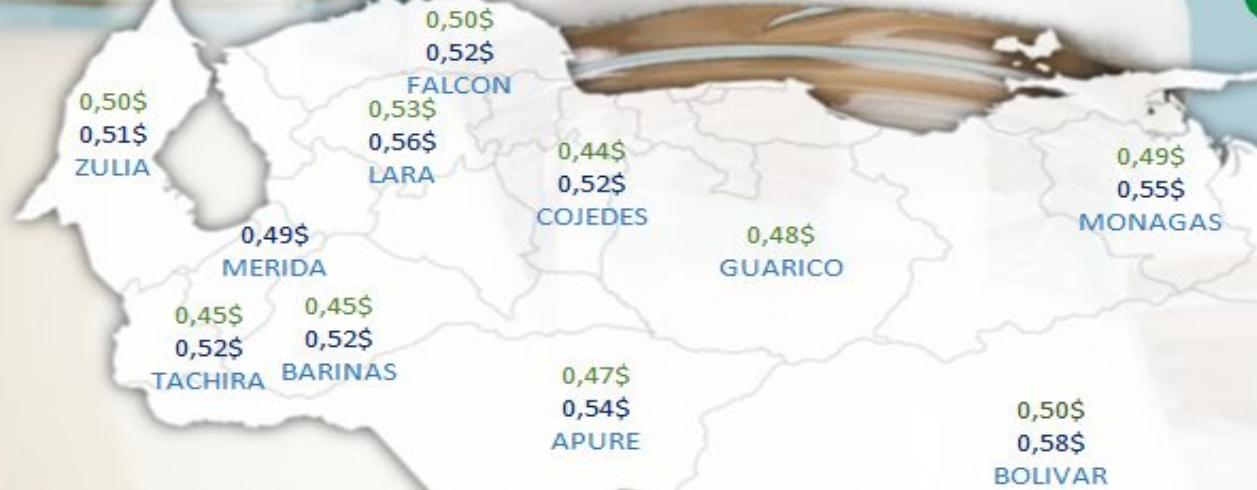 0,50$
0,52$
FALCON
0,50$
0,51$
ZULIA
0,53$
0,56$
LARA
0,44$
0,52$
COJEDES
0,49$
0,55$
MONAGAS
0,49$
MERIDA
0,48$
GUARICO
0,45$
0,52$
TACHIRA
0,45$
0,52$
BARINAS
0,47$
0,54$
APURE
0,50$
0,58$
BOLIVAR